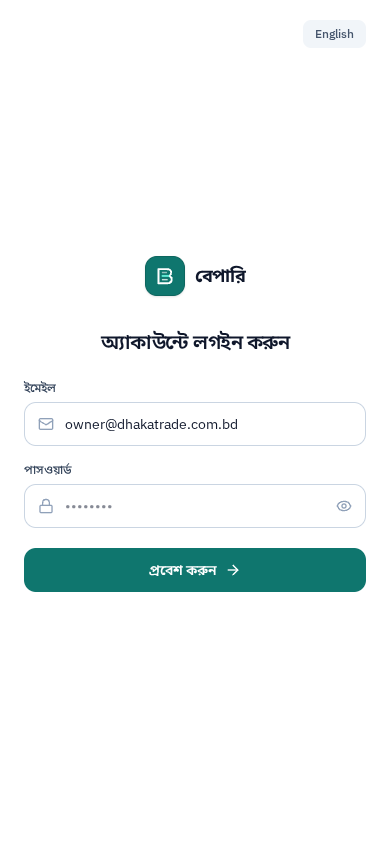 English
বেপারি
অ্যাকাউন্টে লগইন করুন
ইমেইল
owner@dhakatrade.com.bd
পাসওয়ার্ড
••••••••
প্রবেশ করুন →